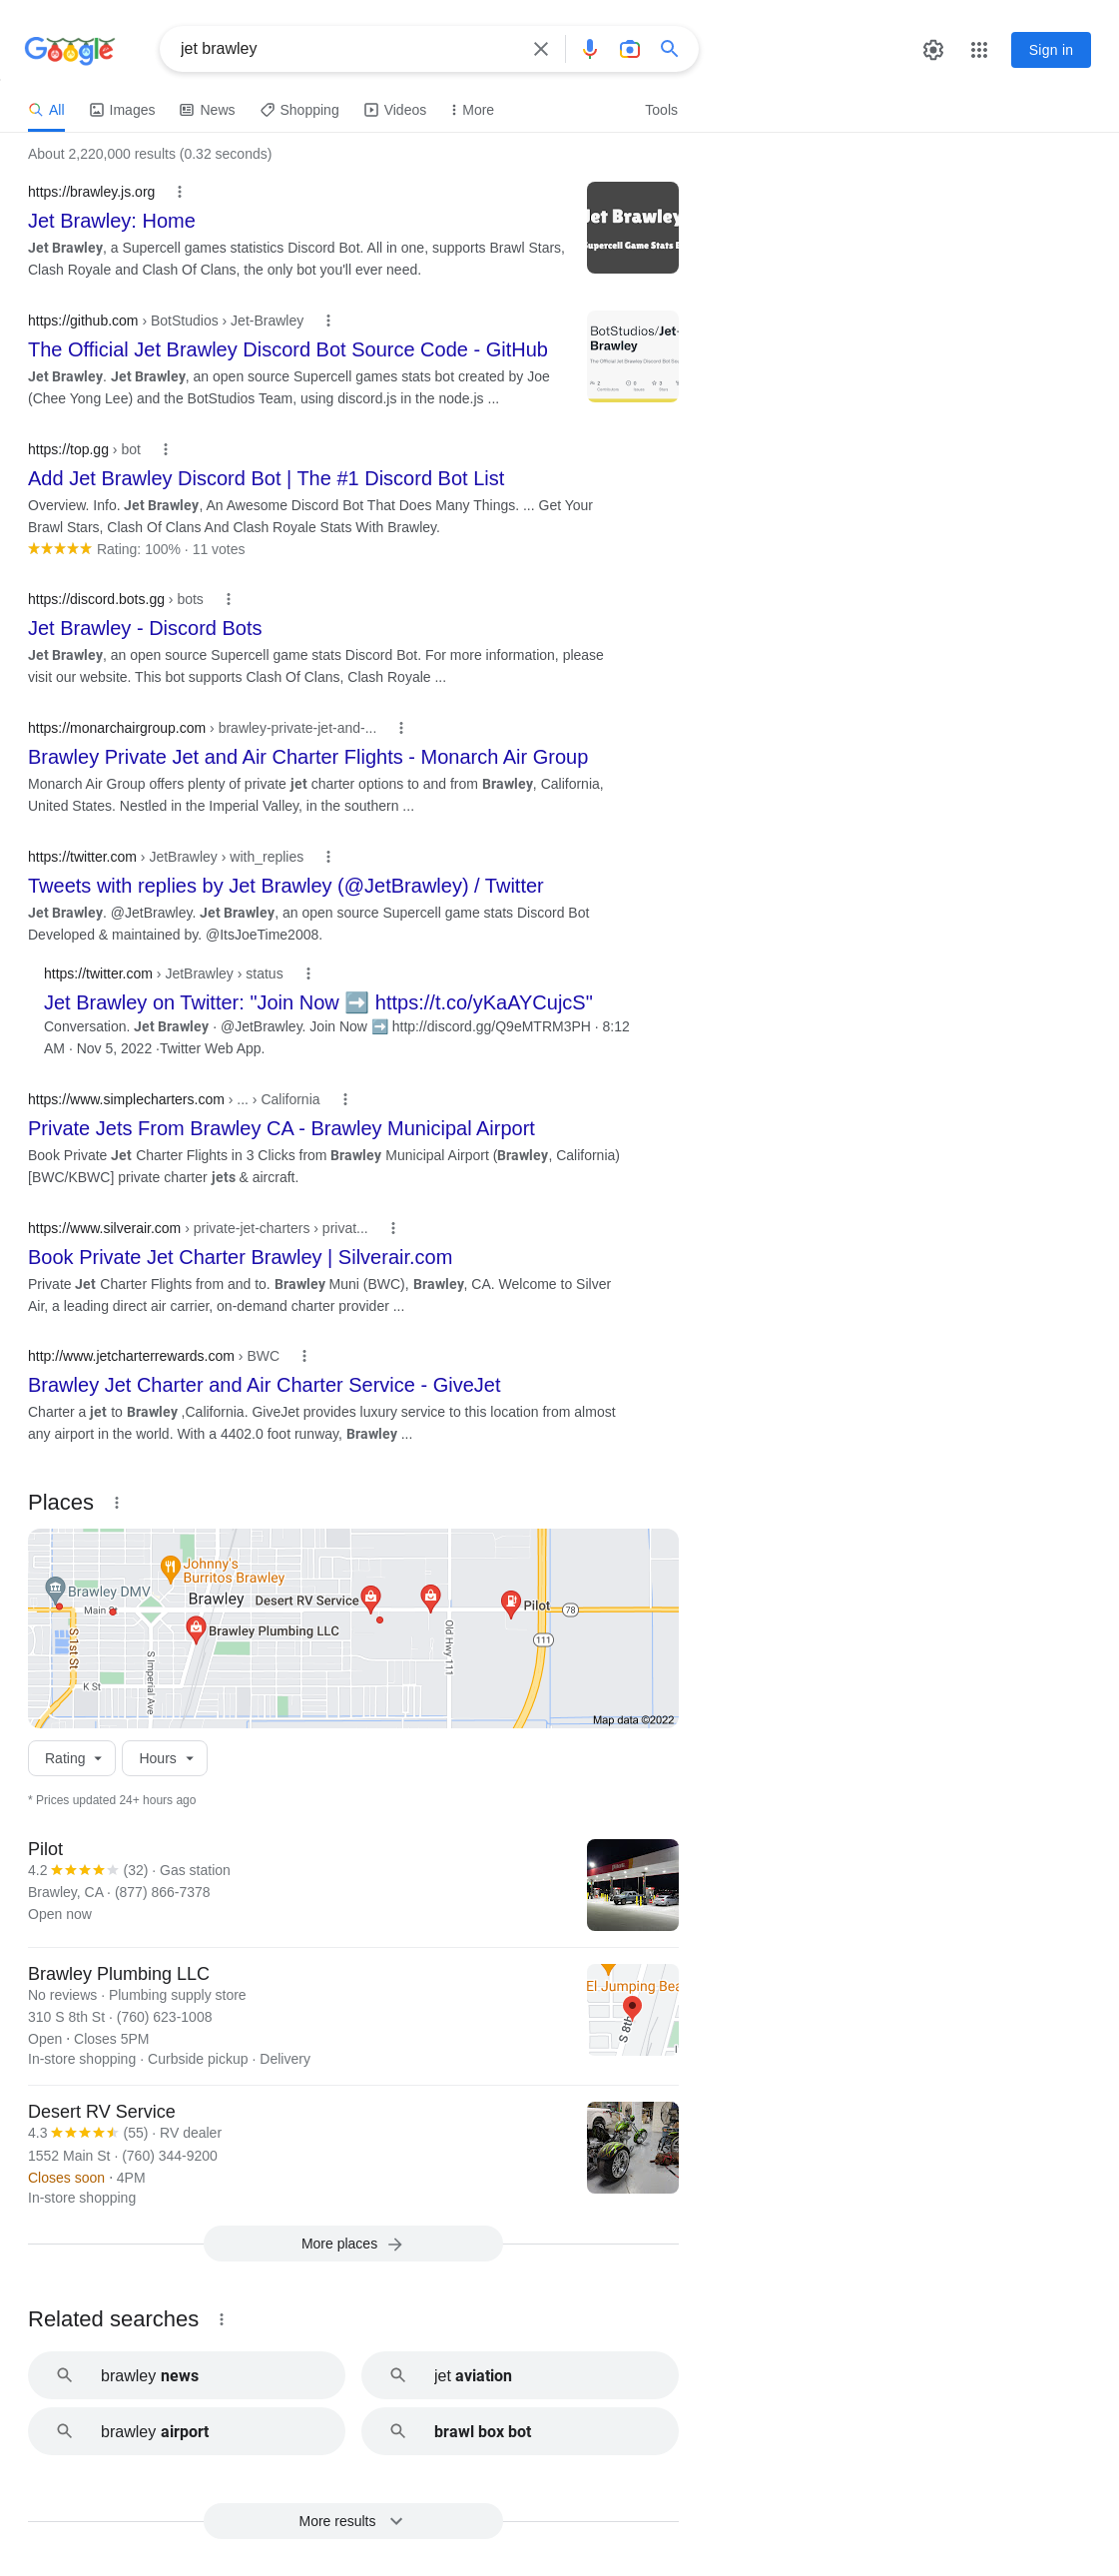 Google
jet brawley
Sign in
All
Images
News
Shopping
Videos
More
Tools
About 2,220,000 results (0.32 seconds)
https://brawley.js.org
Jet Brawley: Home
Jet Brawley, a Supercell games statistics Discord Bot. All in one, supports Brawl Stars,
Clash Royale and Clash Of Clans, the only bot you'll ever need.
Jet Brawley
Supercell Game Stats
https://github.com › BotStudios › Jet-Brawley
The Official Jet Brawley Discord Bot Source Code - GitHub
Jet Brawley. Jet Brawley, an open source Supercell games stats bot created by Joe
(Chee Yong Lee) and the BotStudios Team, using discord.js in the node.js ...
BotStudios/Jet-
Brawley
The Official Jet Brawley Discord Bot
https://top.gg › bot
Add Jet Brawley Discord Bot | The #1 Discord Bot List
Overview. Info. Jet Brawley, An Awesome Discord Bot That Does Many Things. ... Get Your
Brawl Stars, Clash Of Clans And Clash Royale Stats With Brawley.
Rating: 100% · 11 votes
https://discord.bots.gg › bots
Jet Brawley - Discord Bots
Jet Brawley, an open source Supercell game stats Discord Bot. For more information, please
visit our website. This bot supports Clash Of Clans, Clash Royale ...
https://monarchairgroup.com › brawley-private-jet-and-...
Brawley Private Jet and Air Charter Flights - Monarch Air Group
Monarch Air Group offers plenty of private jet charter options to and from Brawley, California,
United States. Nestled in the Imperial Valley, in the southern ...
https://twitter.com › JetBrawley › with_replies
Tweets with replies by Jet Brawley (@JetBrawley) / Twitter
Jet Brawley. @JetBrawley. Jet Brawley, an open source Supercell game stats Discord Bot
Developed & maintained by. @ItsJoeTime2008.
https://twitter.com › JetBrawley › status
Jet Brawley on Twitter: "Join Now ➡️ https://t.co/yKaAYCujcS"
Conversation. Jet Brawley · @JetBrawley. Join Now ➡️ http://discord.gg/Q9eMTRM3PH · 8:12
AM · Nov 5, 2022 ·Twitter Web App.
https://www.simplecharters.com › ... › California
Private Jets From Brawley CA - Brawley Municipal Airport
Book Private Jet Charter Flights in 3 Clicks from Brawley Municipal Airport (Brawley, California)
[BWC/KBWC] private charter jets & aircraft.
https://www.silverair.com › private-jet-charters › privat...
Book Private Jet Charter Brawley | Silverair.com
Private Jet Charter Flights from and to. Brawley Muni (BWC), Brawley, CA. Welcome to Silver
Air, a leading direct air carrier, on-demand charter provider ...
http://www.jetcharterrewards.com › BWC
Brawley Jet Charter and Air Charter Service - GiveJet
Charter a jet to Brawley ,California. GiveJet provides luxury service to this location from almost
any airport in the world. With a 4402.0 foot runway, Brawley ...
Places
Johnny's
Burritos Brawley
Brawley DMV
Brawley
Desert RV Service
Main St
Pilot
78
Brawley Plumbing LLC
S 1st St
Old Hwy 111
111
S Imperial Ave
K St
Map data ©2022
Rating
Hours
* Prices updated 24+ hours ago
Pilot
4.2 (32) · Gas station
Brawley, CA · (877) 866-7378
Open now
Brawley Plumbing LLC
No reviews · Plumbing supply store
310 S 8th St · (760) 623-1008
Open · Closes 5PM
In-store shopping · Curbside pickup · Delivery
El Jumping Bea
S 8th
Desert RV Service
4.3 (55) · RV dealer
1552 Main St · (760) 344-9200
Closes soon · 4PM
In-store shopping
More places
Related searches
brawley news
jet aviation
brawley airport
brawl box bot
More results